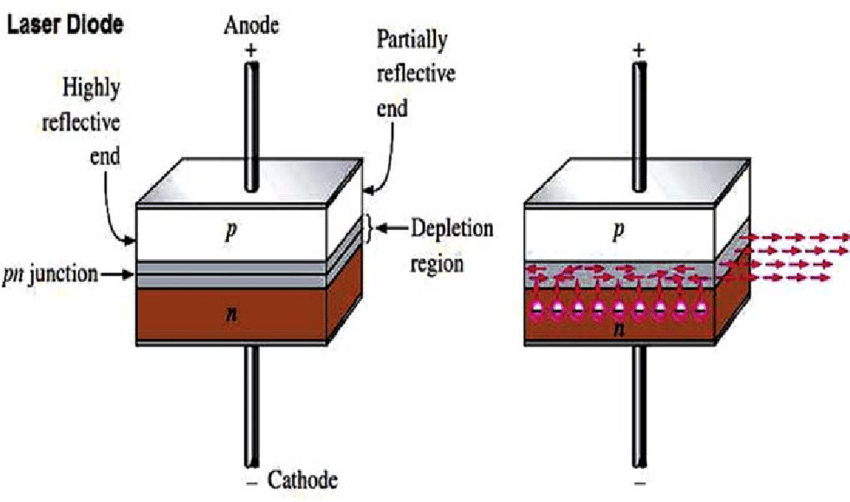 Laser Diode
Anode
+
Partially
reflective
end
Highly
reflective
end
p
Depletion
region
pn junction
n
– Cathode
+
p
n
–